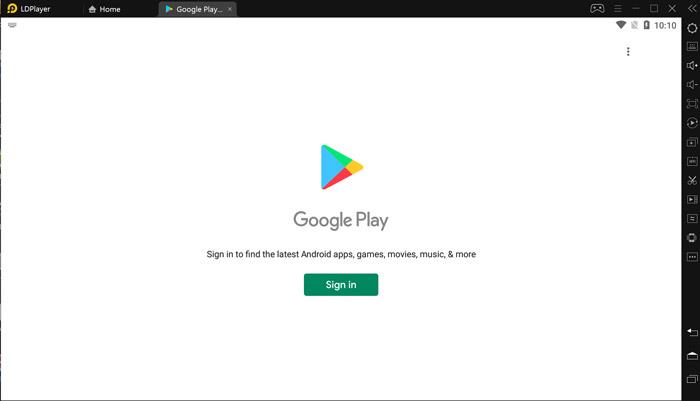 LDPlayer
Home
Google Play...
10:10
Google Play
Sign in to find the latest Android apps, games, movies, music, & more
Sign in